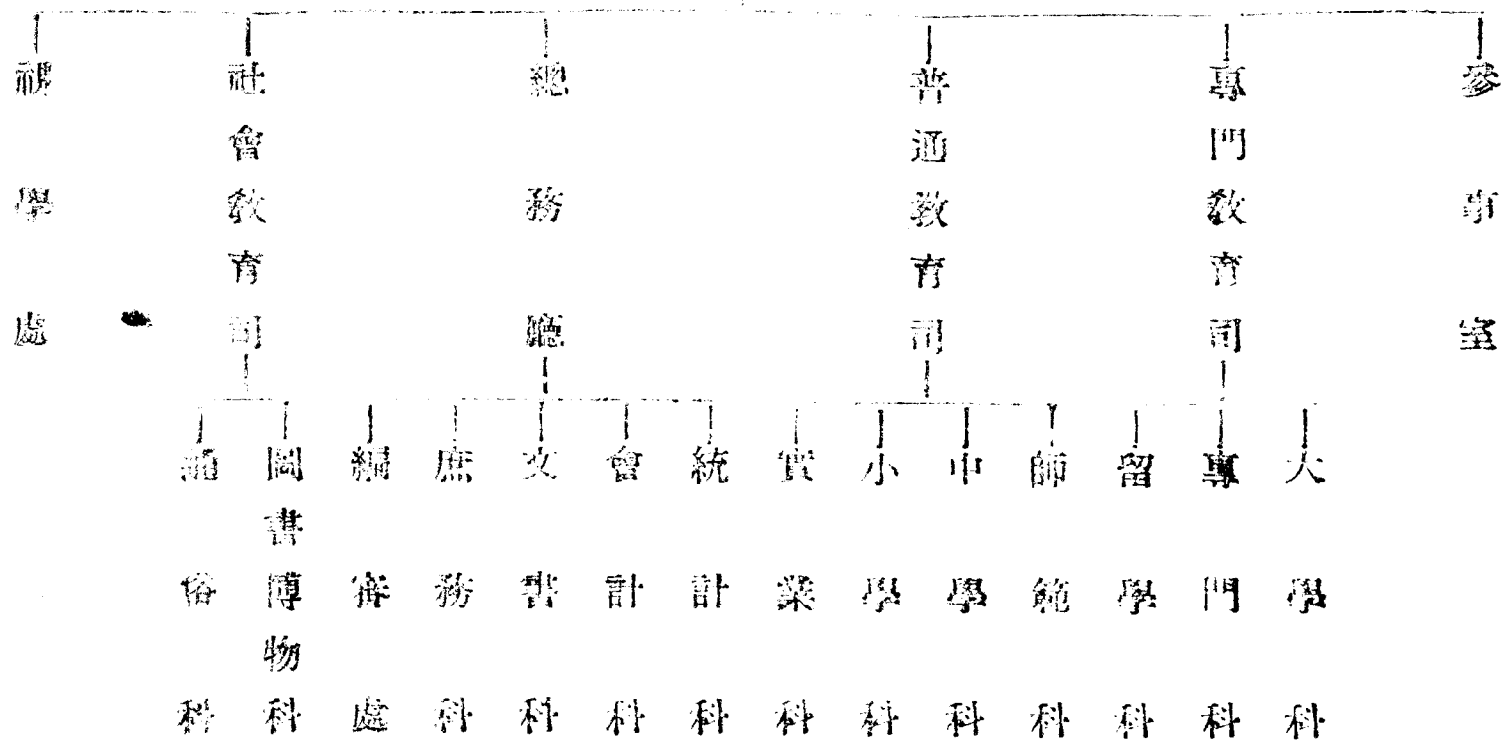 參事室
專門教育司
普通教育司
總務廳
社會教育司
視學處
大學科
專門科
留學科
師範科
中學科
小學科
實業科
統計科
會計科
文書科
庶務科
編審處
圖書博物科
通俗科